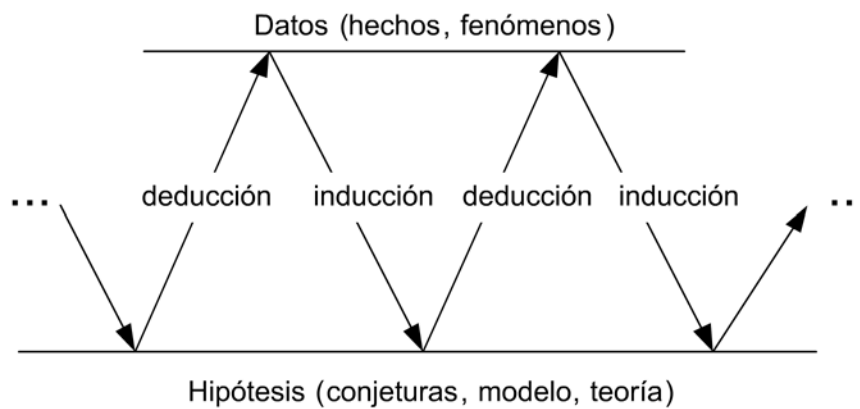 Datos (hechos, fenómenos)
... deducción inducción deducción inducción ..
Hipótesis (conjeturas, modelo, teoría)